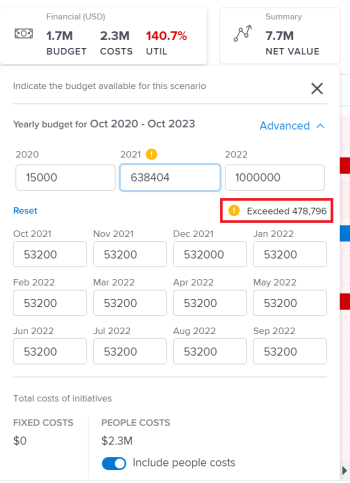 Financial (USD)
1.7M 2.3M 140.7%
BUDGET COSTS UTIL
Summary
7.7M
NET VALUE
Indicate the budget available for this scenario
Yearly budget for Oct 2020 - Oct 2023 Advanced
2020 2021 2022
15000 638404 1000000
Reset Exceeded 478,796
Oct 2021 Nov 2021 Dec 2021 Jan 2022
53200 53200 532000 53200
Feb 2022 Mar 2022 Apr 2022 May 2022
53200 53200 53200 53200
Jun 2022 Jul 2022 Aug 2022 Sep 2022
53200 53200 53200 53200
Total costs of initiatives
FIXED COSTS PEOPLE COSTS
$0 $2.3M
Include people costs